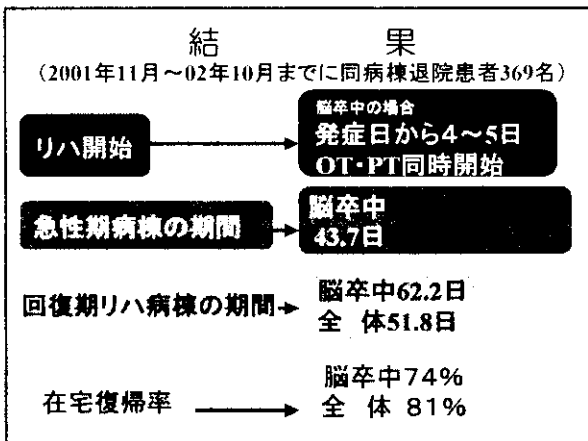 結　果
（2001年11月～02年10月までに同病棟退院患者369名）
リハ開始
脳卒中の場合
発症日から4～5日
OT・PT同時開始
急性期病棟の期間
脳卒中
43.7日
回復期リハ病棟の期間
脳卒中62.2日
全　体51.8日
在宅復帰率
脳卒中74%
全　体 81%